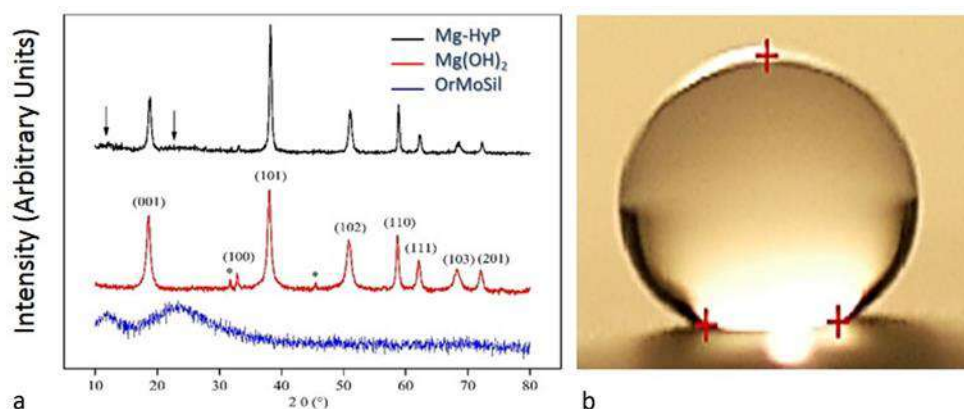 Intensity (Arbitrary Units)
Mg-HyP
Mg(OH)2
OrMoSil
(001)
(100)
*
(101)
*
(102)
(110)
(111)
(103)
(201)
10 20 30 40 50 60 70 80
2 θ (°)
a
b